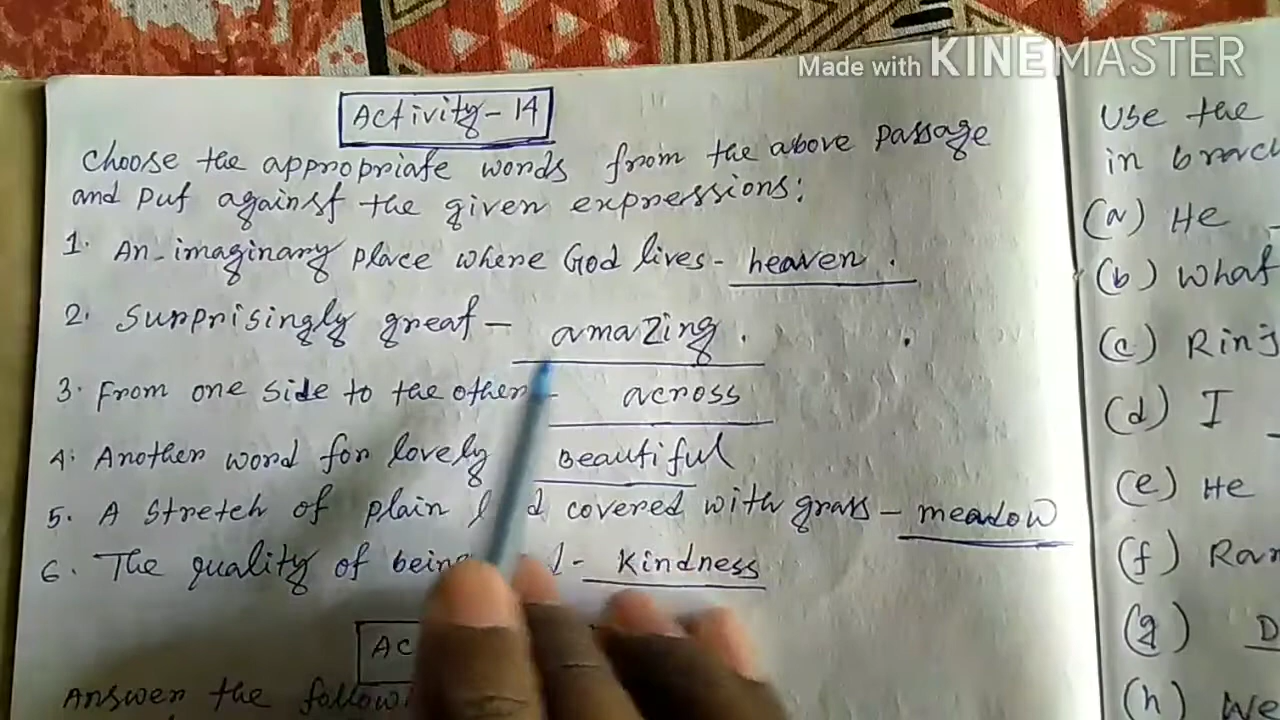 Made with KINEMASTER
Activity - 14
Choose the appropriate words from the above passage
and put against the given expressions:
1. An imaginary place where God lives - heaven.
2. Surprisingly great - amazing.
3. From one side to the other - across
4. Another word for lovely Beautiful
5. A stretch of plain covered with grass - meadow
6. The quality of being - Kindness
Ac
Answer the
Use the
in
(a) He
(b) What
(c)
(d) I
(e) He
(f)
(g)
(h) We